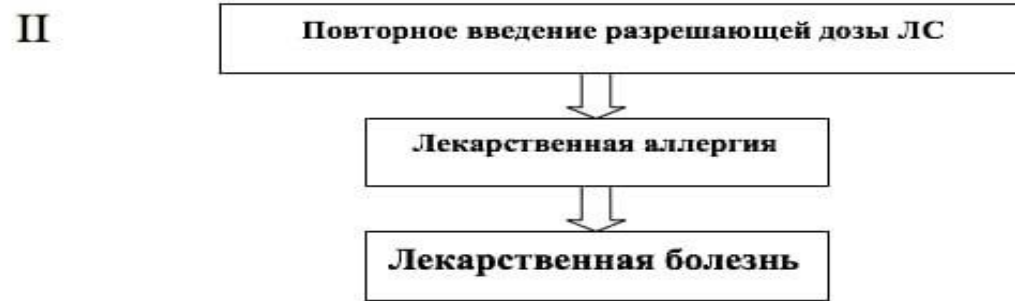 II
Повторное введение разрешающей дозы ЛС
Лекарственная аллергия
Лекарственная болезнь